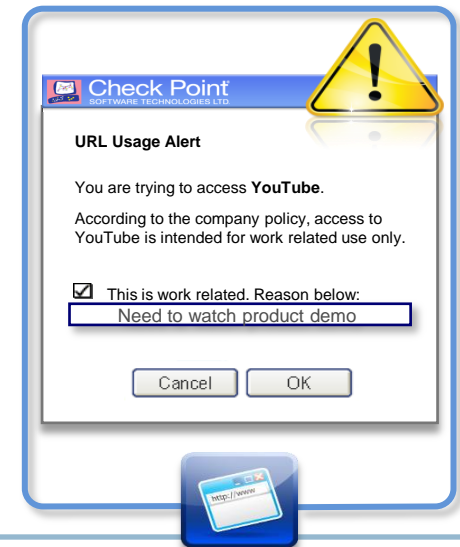 Check Point
SOFTWARE TECHNOLOGIES LTD.
URL Usage Alert
You are trying to access YouTube.
According to the company policy, access to
YouTube is intended for work related use only.
This is work related. Reason below:
Need to watch product demo
Cancel
OK
http://www